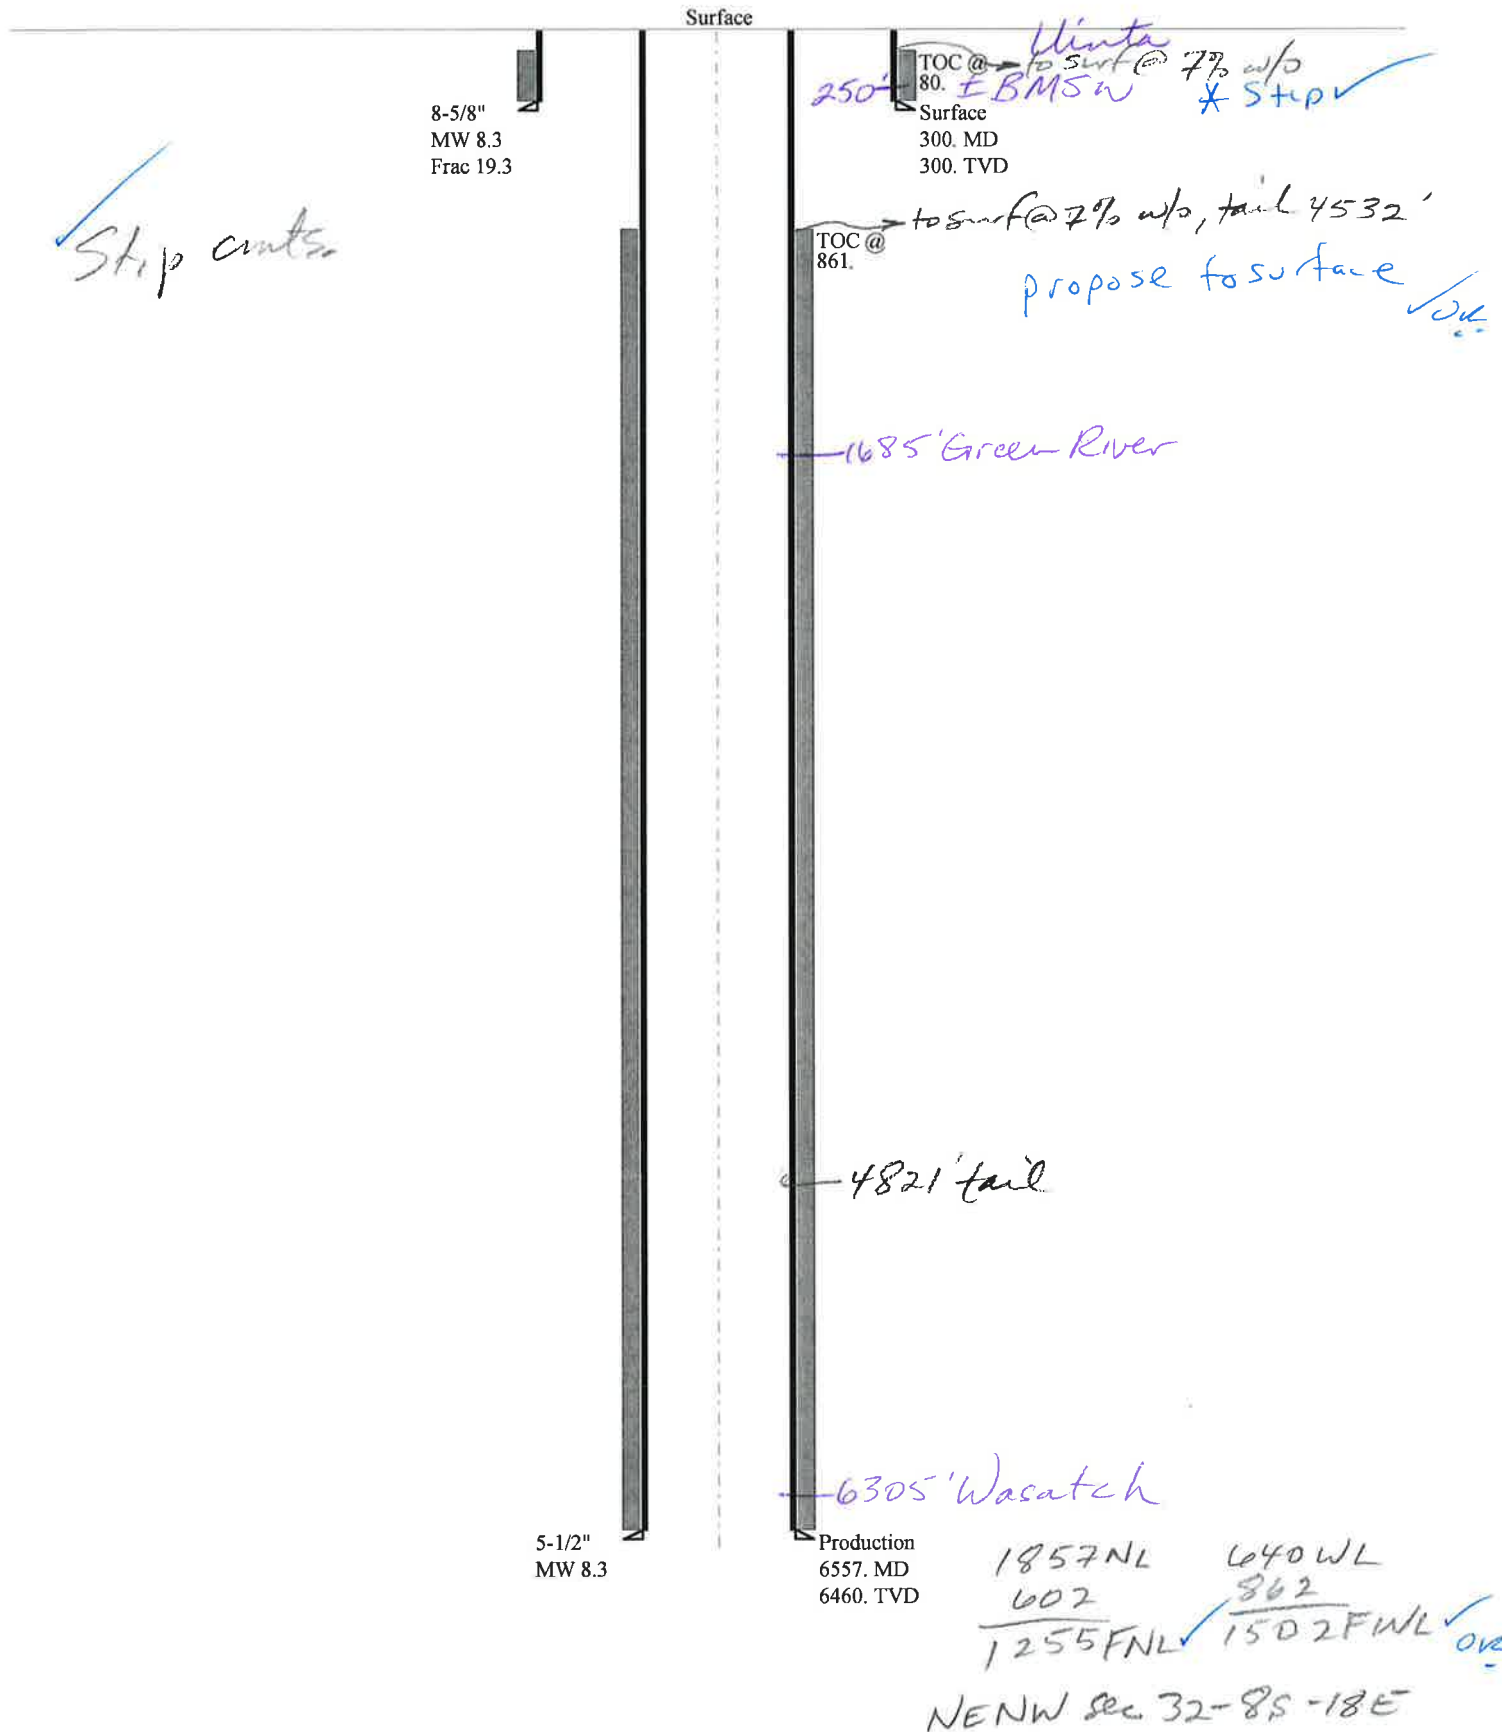 Surface
Uinta
TOC @ to surf @ 7% w/o
80.
250' ± BMSW * Stip ✓
8-5/8"
MW 8.3
Frac 19.3
Surface
300. MD
300. TVD
✓ Stip cmts.
to surf @ 7% w/o, tail 4532'
TOC @
861.
propose to surface ✓ OK
1685' Green River
4821' tail
6305' Wasatch
5-1/2"
MW 8.3
Production
6557. MD
6460. TVD
1857 NL 640 WL
602 862
1255 FNL ✓ 1502 FWL ✓ OK
NENW Sec 32-8S-18E